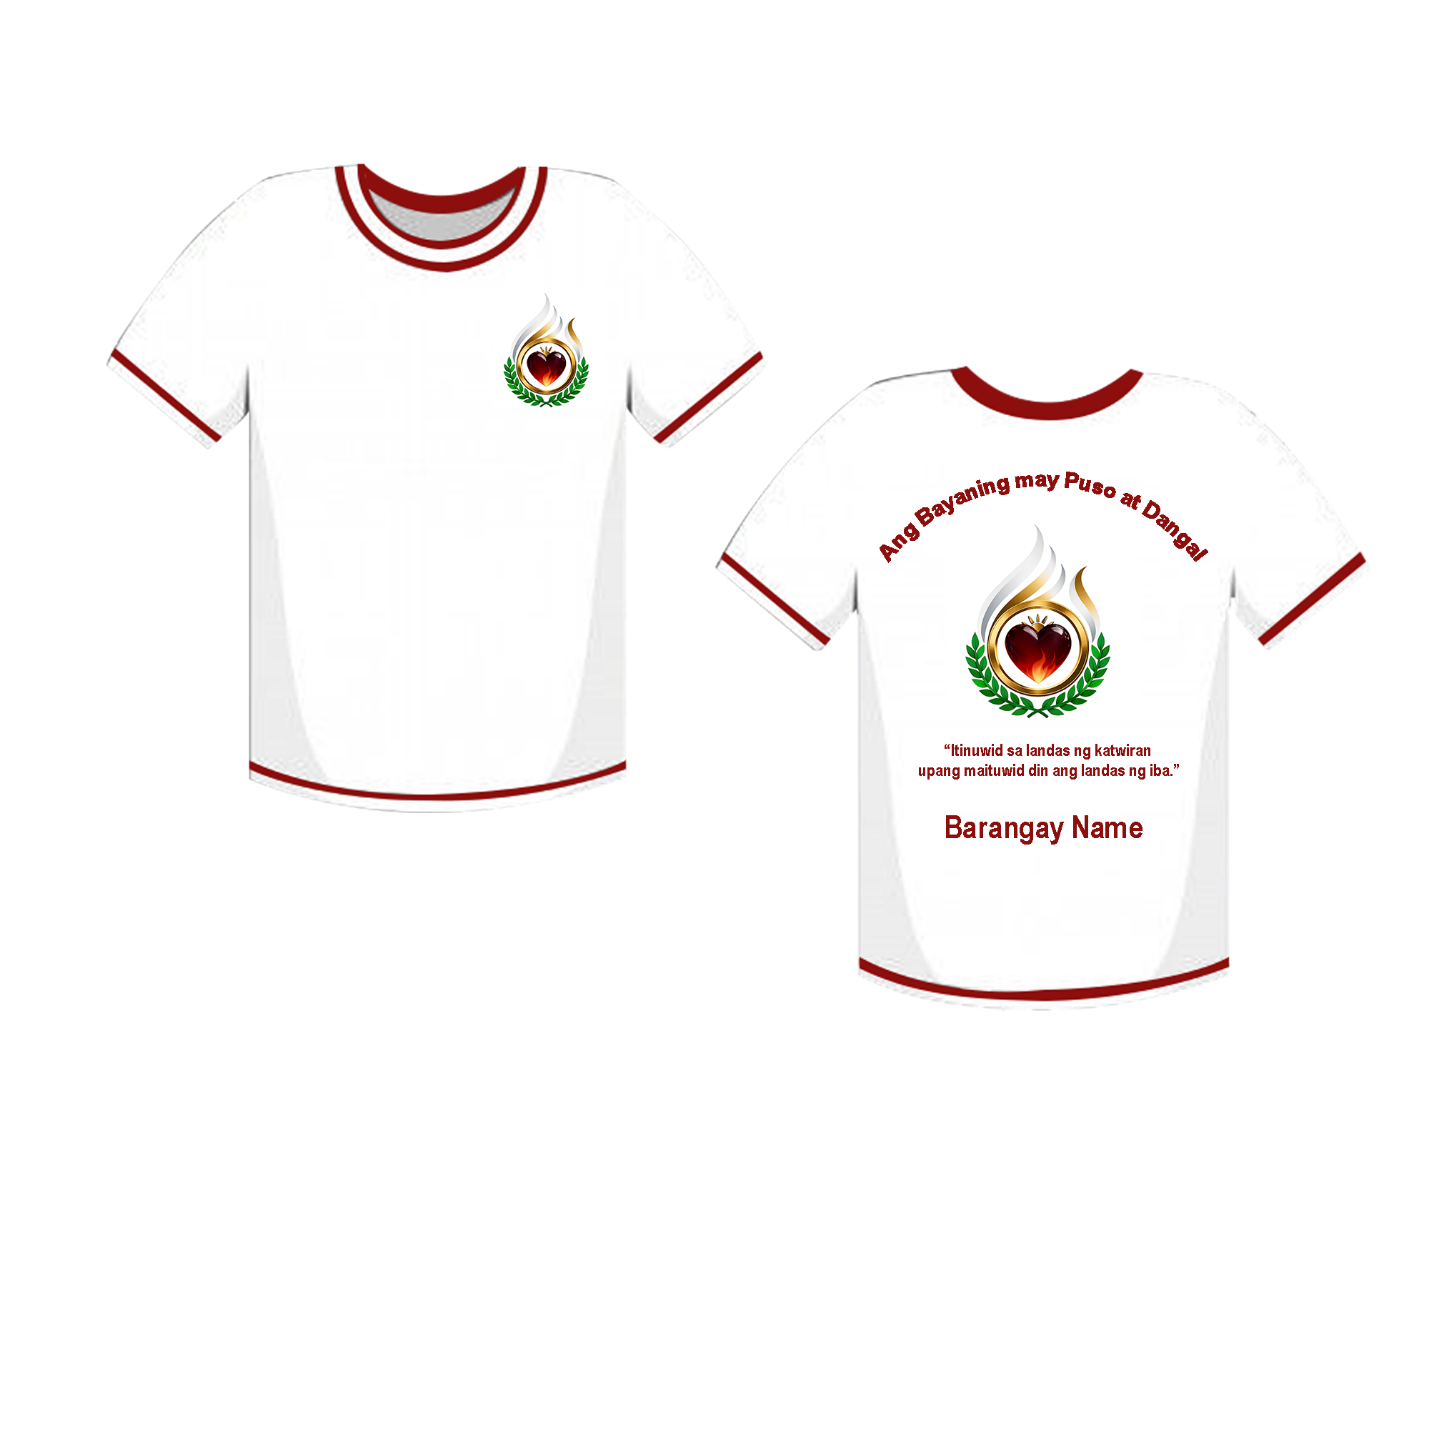 Ang Bayaning may Puso at Dangal
“Itinuwid sa landas ng katwiran
upang maituwid din ang landas ng iba.”
Barangay Name